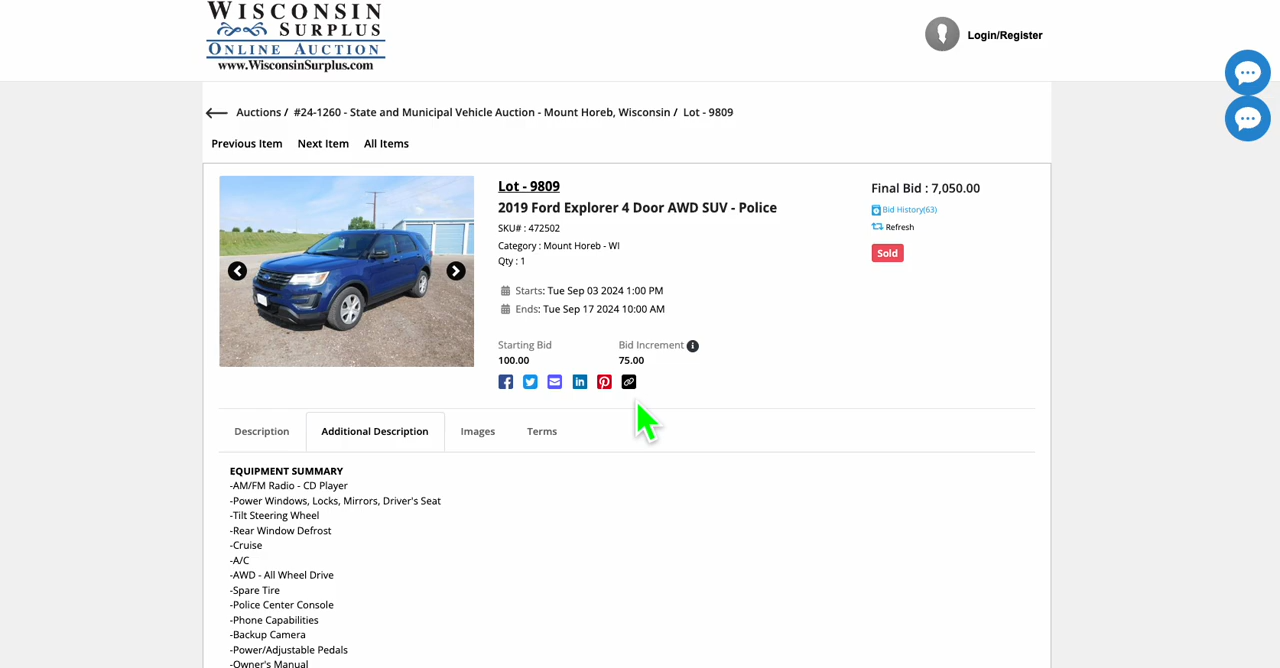 WISCONSIN
SURPLUS
ONLINE AUCTION
www.WisconsinSurplus.com
Login/Register
Auctions / #24-1260 - State and Municipal Vehicle Auction - Mount Horeb, Wisconsin / Lot - 9809
Previous Item Next Item All Items
Lot - 9809
2019 Ford Explorer 4 Door AWD SUV - Police
SKU# : 472502
Category : Mount Horeb - WI
Qty : 1
Starts: Tue Sep 03 2024 1:00 PM
Ends: Tue Sep 17 2024 10:00 AM
Starting Bid Bid Increment
100.00 75.00
Final Bid : 7,050.00
Bid History(63)
Refresh
Sold
Description Additional Description Images Terms
EQUIPMENT SUMMARY
-AM/FM Radio - CD Player
-Power Windows, Locks, Mirrors, Driver's Seat
-Tilt Steering Wheel
-Rear Window Defrost
-Cruise
-A/C
-AWD - All Wheel Drive
-Spare Tire
-Police Center Console
-Phone Capabilities
-Backup Camera
-Power/Adjustable Pedals
-Owner's Manual